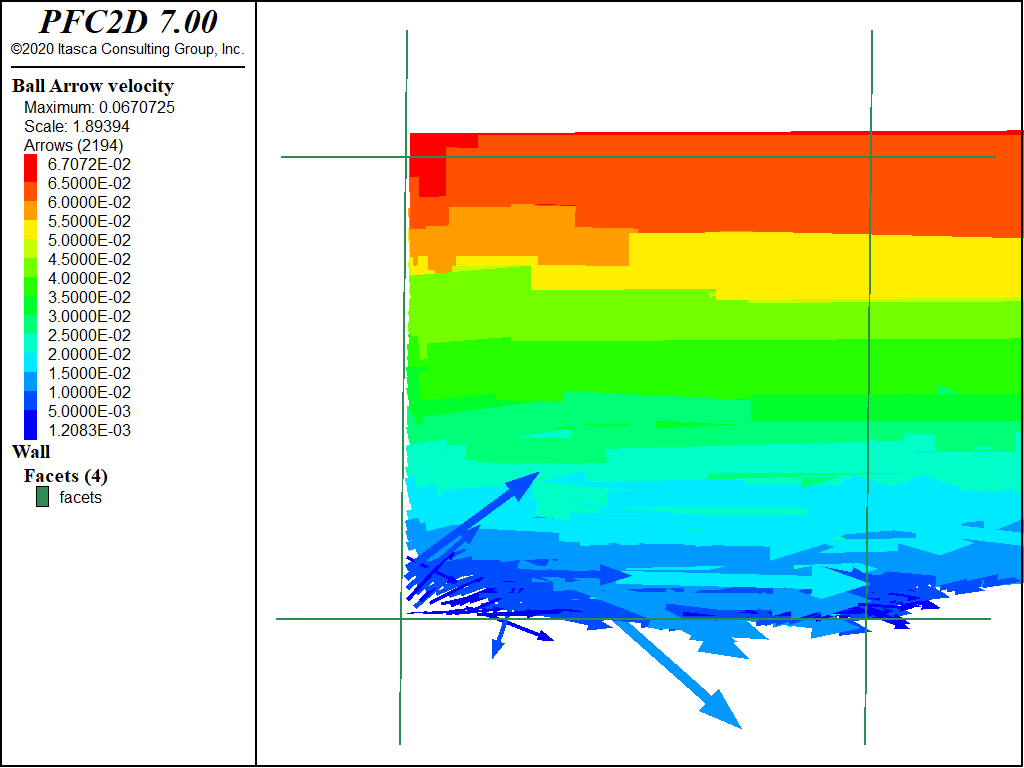 PFC2D 7.00
©2020 Itasca Consulting Group, Inc.
Ball Arrow velocity
Maximum: 0.0670725
Scale: 1.89394
Arrows (2194)
6.7072E-02
6.5000E-02
6.0000E-02
5.5000E-02
5.0000E-02
4.5000E-02
4.0000E-02
3.5000E-02
3.0000E-02
2.5000E-02
2.0000E-02
1.5000E-02
1.0000E-02
5.0000E-03
1.2083E-03
Wall
Facets (4)
facets